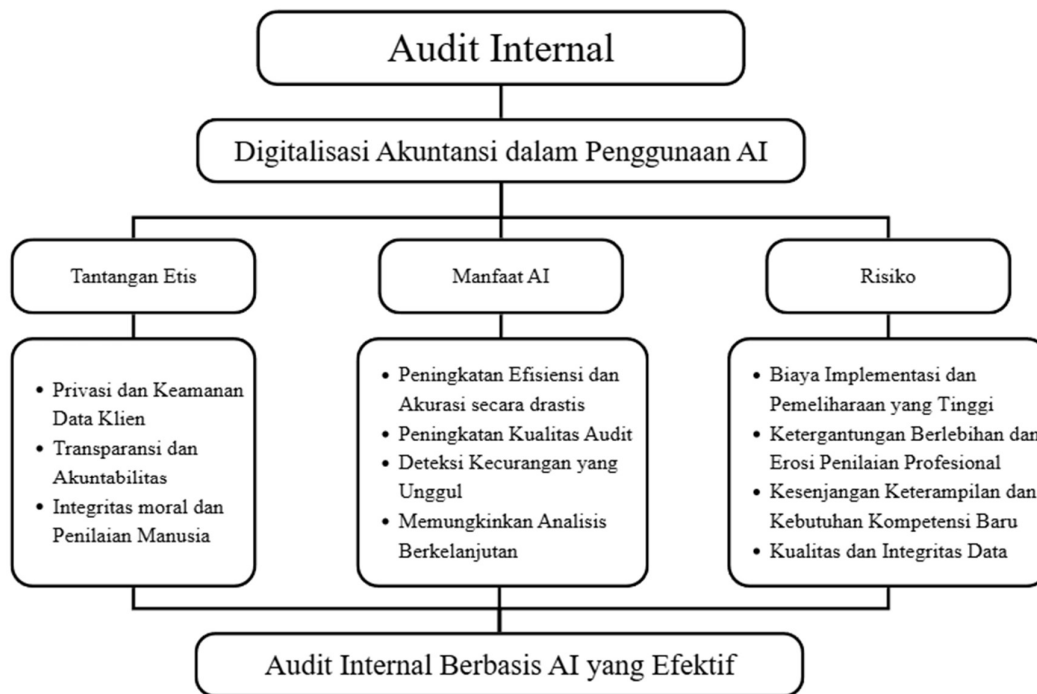 Audit Internal
Digitalisasi Akuntansi dalam Penggunaan AI
Tantangan Etis
Manfaat AI
Risiko
• Privasi dan Keamanan
Data Klien
• Transparansi dan
Akuntabilitas
• Integritas moral dan
Penilaian Manusia
• Peningkatan Efisiensi dan
Akurasi secara drastis
• Peningkatan Kualitas Audit
• Deteksi Kecurangan yang
Unggul
• Memungkinkan Analisis
Berkelanjutan
• Biaya Implementasi dan
Pemeliharaan yang Tinggi
• Ketergantungan Berlebihan dan
Erosi Penilaian Profesional
• Kesenjangan Keterampilan dan
Kebutuhan Kompetensi Baru
• Kualitas dan Integritas Data
Audit Internal Berbasis AI yang Efektif